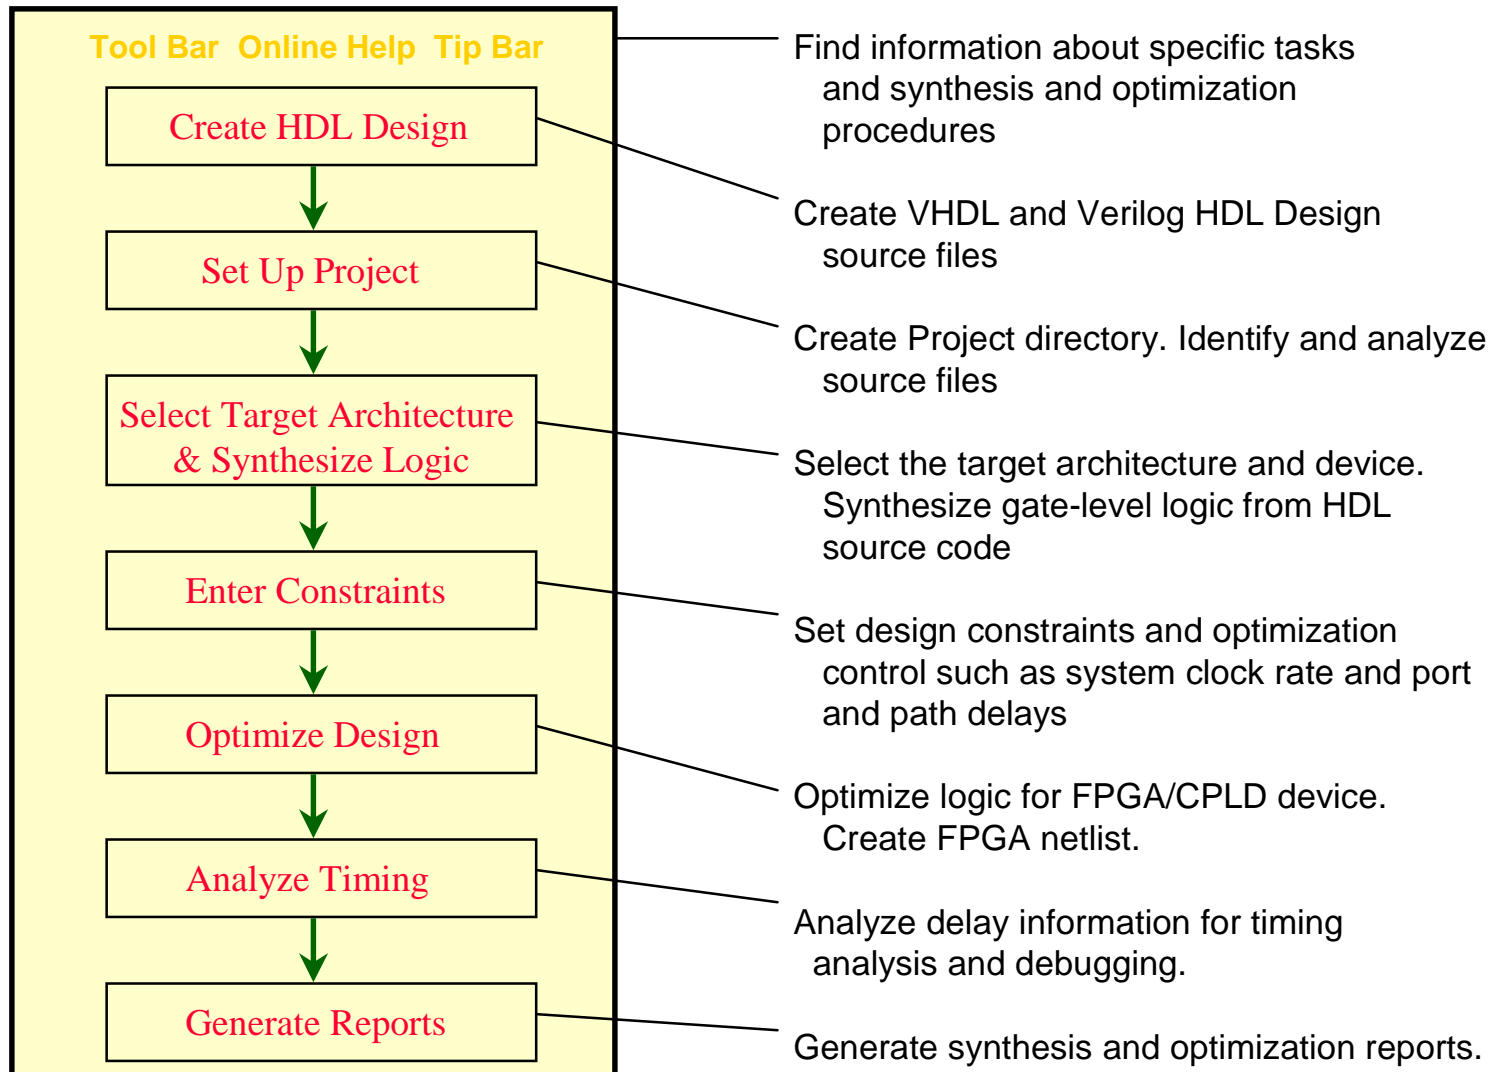 Tool Bar Online Help Tip Bar
Find information about specific tasks
and synthesis and optimization
procedures
Create HDL Design
Create VHDL and Verilog HDL Design
source files
Set Up Project
Create Project directory. Identify and analyze
source files
Select Target Architecture
& Synthesize Logic
Select the target architecture and device.
Synthesize gate-level logic from HDL
source code
Enter Constraints
Set design constraints and optimization
control such as system clock rate and port
and path delays
Optimize Design
Optimize logic for FPGA/CPLD device.
Create FPGA netlist.
Analyze Timing
Analyze delay information for timing
analysis and debugging.
Generate Reports
Generate synthesis and optimization reports.